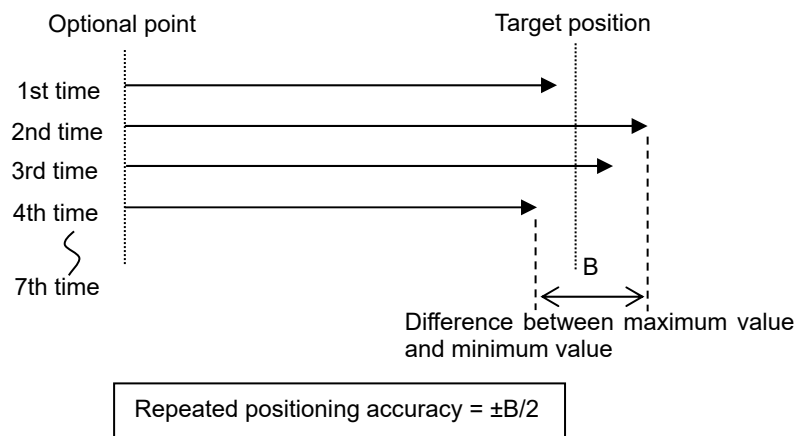 Optional point
Target position
1st time
2nd time
3rd time
4th time
7th time
B
Difference between maximum value
and minimum value
Repeated positioning accuracy = ±B/2